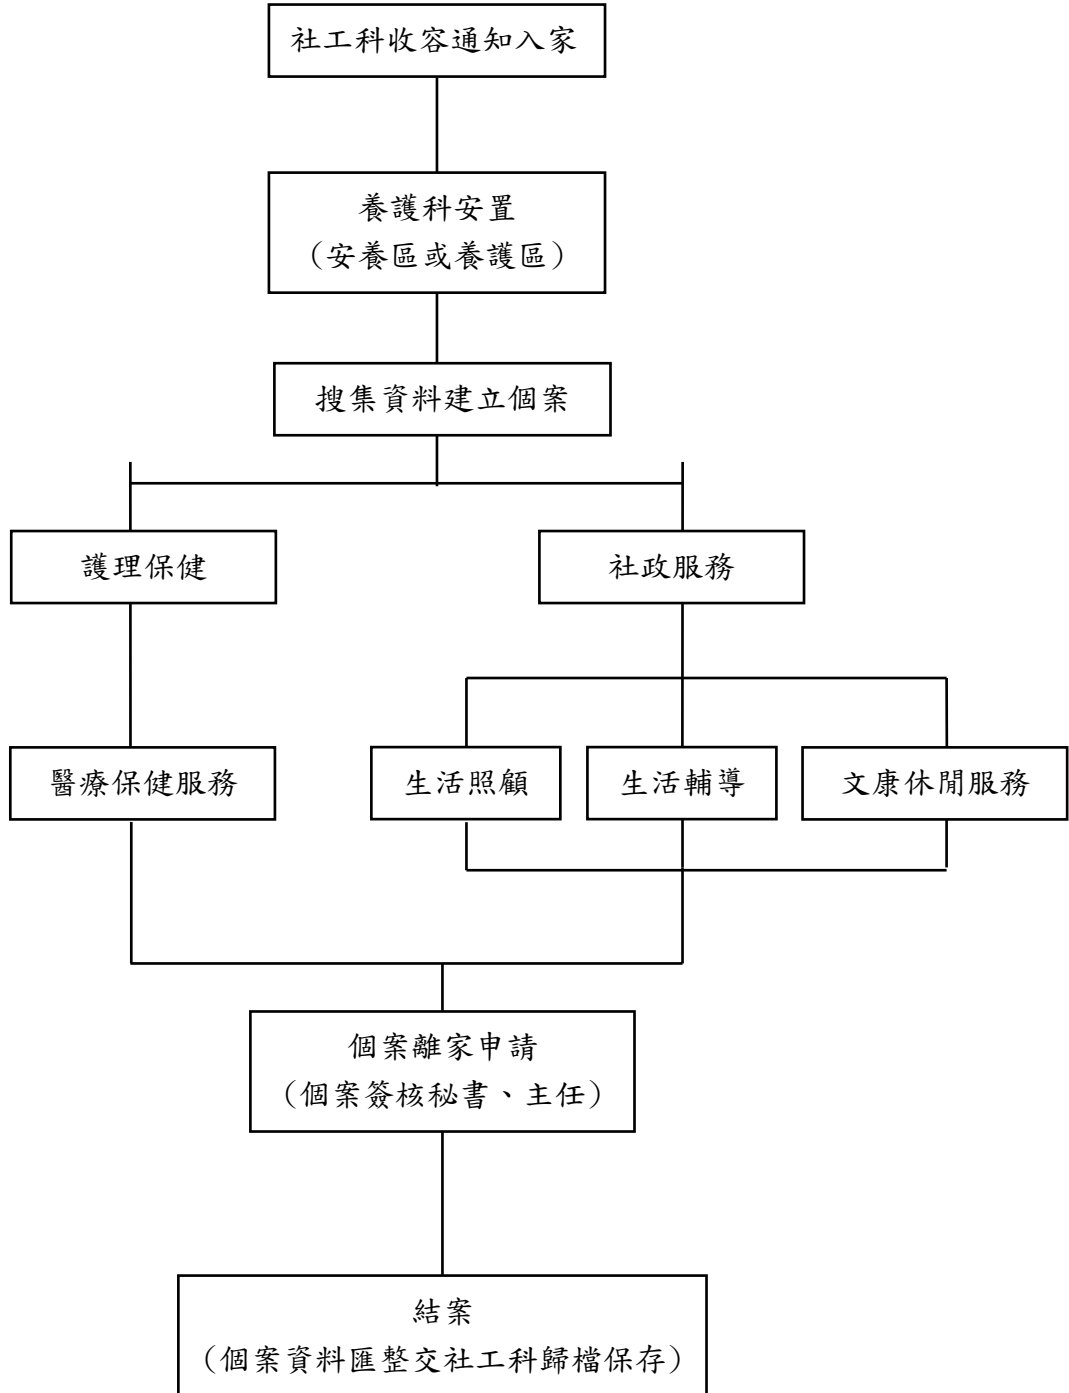 社工科收容通知入家
養護科安置
（安養區或養護區）
搜集資料建立個案
護理保健
社政服務
醫療保健服務
生活照顧
生活輔導
文康休閒服務
個案離家申請
（個案簽核秘書、主任）
結案
（個案資料匯整交社工科歸檔保存）